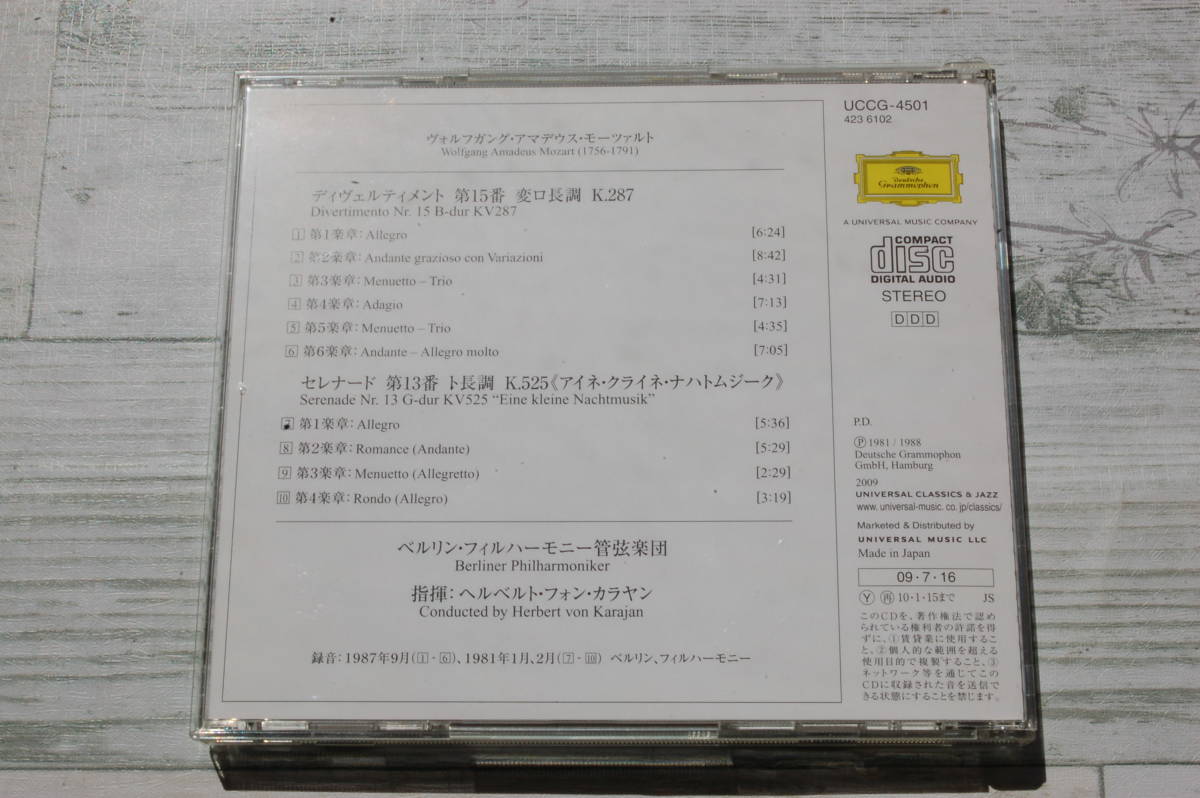 ヴォルフガング・アマデウス・モーツァルト
Wolfgang Amadeus Mozart (1756-1791)
ディヴェルティメント 第15番 変ロ長調 K.287
Divertimento Nr. 15 B-dur KV287
1 第1楽章：Allegro [6:24]
2 第2楽章：Andante grazioso con Variazioni [8:42]
3 第3楽章：Menuetto – Trio [4:31]
4 第4楽章：Adagio [7:13]
5 第5楽章：Menuetto – Trio [4:35]
6 第6楽章：Andante – Allegro molto [7:05]
セレナード 第13番 ト長調 K.525《アイネ・クライネ・ナハトムジーク》
Serenade Nr. 13 G-dur KV525 “Eine kleine Nachtmusik”
7 第1楽章：Allegro [5:36]
8 第2楽章：Romance (Andante) [5:29]
9 第3楽章：Menuetto (Allegretto) [2:29]
10 第4楽章：Rondo (Allegro) [3:19]
ベルリン・フィルハーモニー管弦楽団
Berliner Philharmoniker
指揮：ヘルベルト・フォン・カラヤン
Conducted by Herbert von Karajan
録音：1987年9月(1 - 6)、1981年1月、2月(7 - 10) ベルリン、フィルハーモニー
UCCG-4501
423 6102
Deutsche
Grammophon
A UNIVERSAL MUSIC COMPANY
COMPACT
disc
DIGITAL AUDIO
STEREO
DDD
P.D.
Ⓟ 1981 / 1988
Deutsche Grammophon
GmbH, Hamburg
2009
UNIVERSAL CLASSICS & JAZZ
www. universal-music. co. jp/classics/
Marketed & Distributed by
UNIVERSAL MUSIC LLC
Made in Japan
09・7・16
Ⓨ 再 10・1・15まで JS
このCDを、著作権法で認め
られている権利者の許諾を得
ずに、①賃貸業に使用するこ
と、②個人的な範囲を超える
使用目的で複製すること、③
ネットワーク等を通じてこの
CDに収録された音を送信で
きる状態にすることを禁じます。